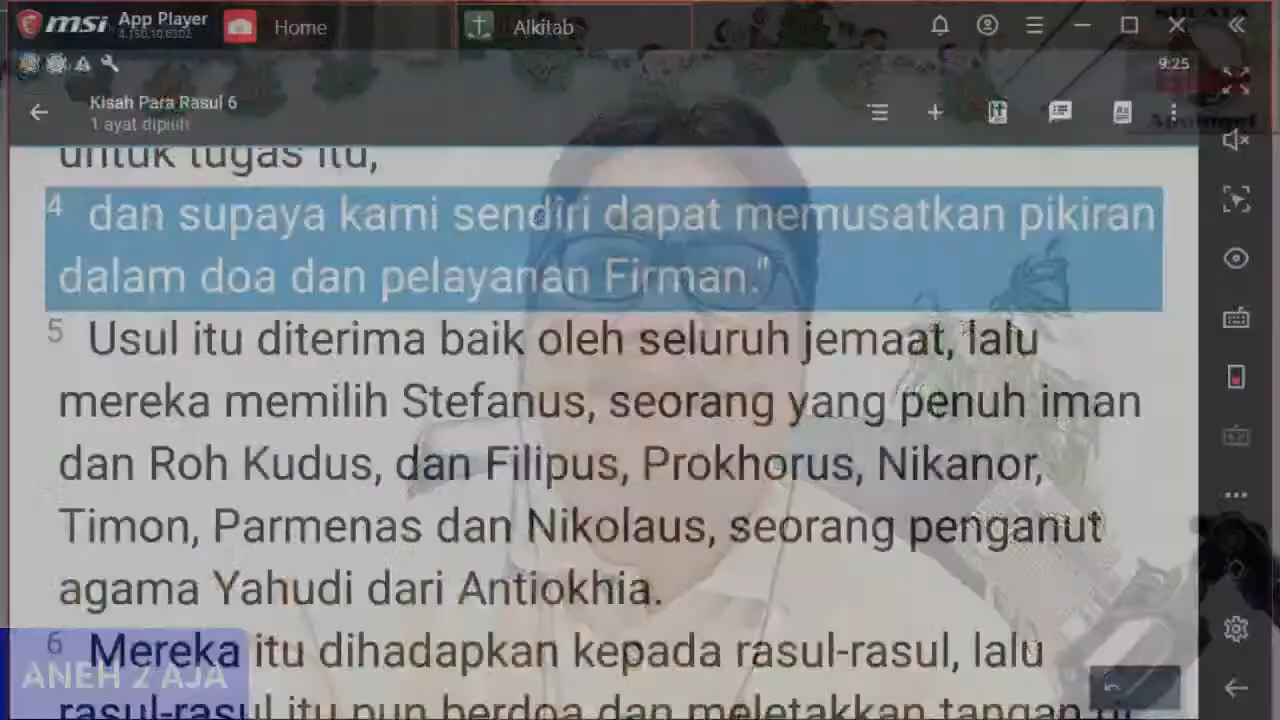 msi App Player
4.150.10.6302
Home
Alkitab
9:25
Kisah Para Rasul 6
1 ayat dipilih
untuk tugas itu,
4 dan supaya kami sendiri dapat memusatkan pikiran
dalam doa dan pelayanan Firman."
5 Usul itu diterima baik oleh seluruh jemaat, lalu
mereka memilih Stefanus, seorang yang penuh iman
dan Roh Kudus, dan Filipus, Prokhorus, Nikanor,
Timon, Parmenas dan Nikolaus, seorang penganut
agama Yahudi dari Antiokhia.
6 Mereka itu dihadapkan kepada rasul-rasul, lalu
rasul-rasul itu pun berdoa dan meletakkan tangan
ANEH 2 AJA